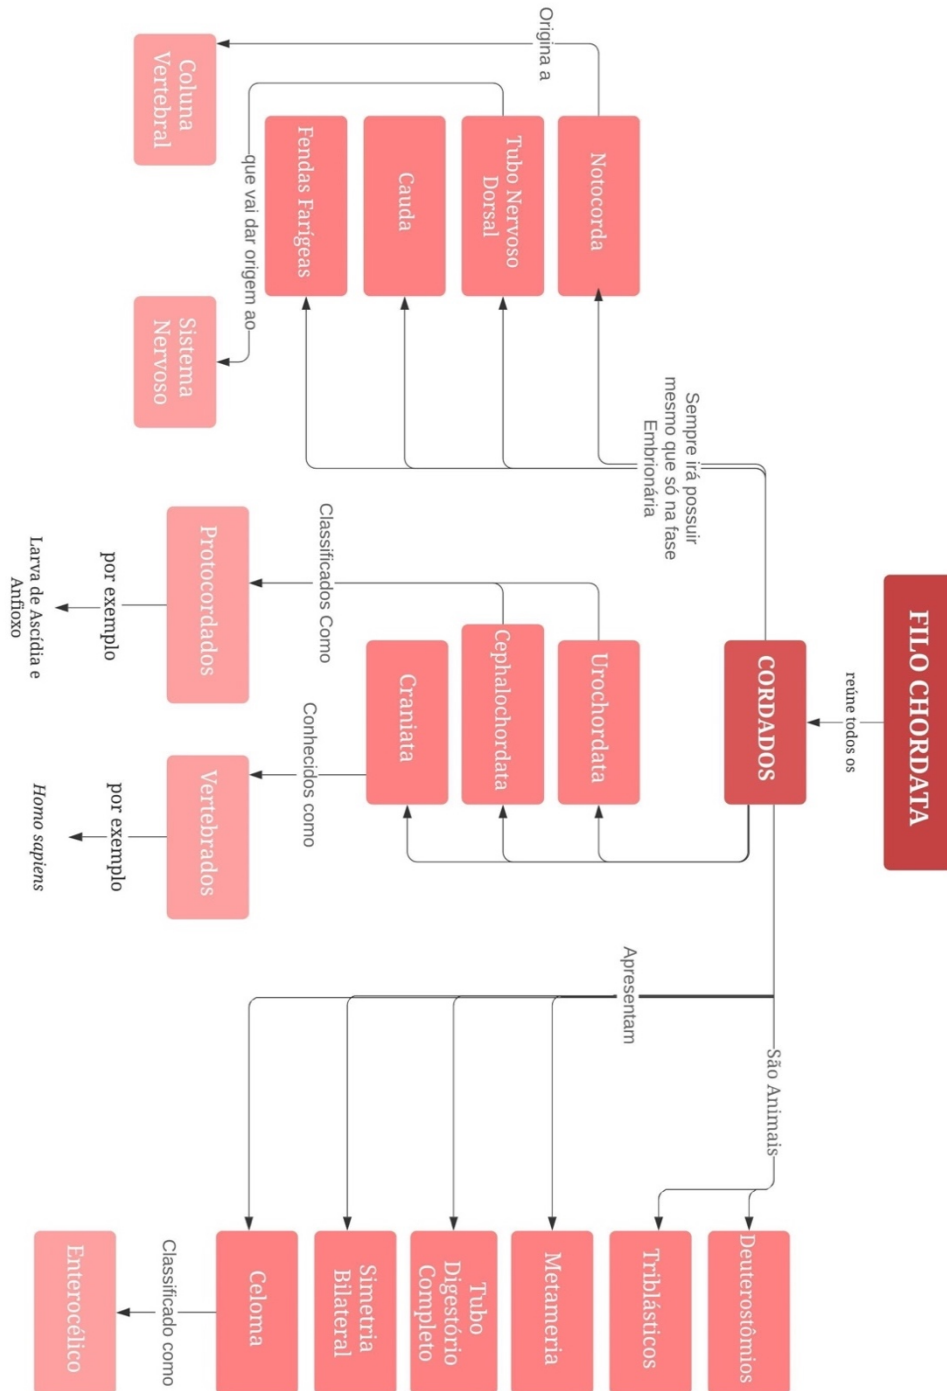 FILO CHORDATA
reúne todos os
CORDADOS
Sempre irá possuir
mesmo que só na fase
Embrionária
Notocorda
Tubo Nervoso
Dorsal
Cauda
Fendas Farígeas
Origina a
Coluna
Vertebral
que vai dar origem ao
Sistema
Nervoso
Urochordata
Cephalochordata
Craniata
Classificados Como
Protocordados
por exemplo
Larva de Ascídia e
Anfioxo
Conhecidos como
Vertebrados
por exemplo
Homo sapiens
São Animais
Deuterostômios
Triblásticos
Apresentam
Metameria
Tubo
Digestório
Completo
Simetria
Bilateral
Celoma
Classificado como
Enterocélico